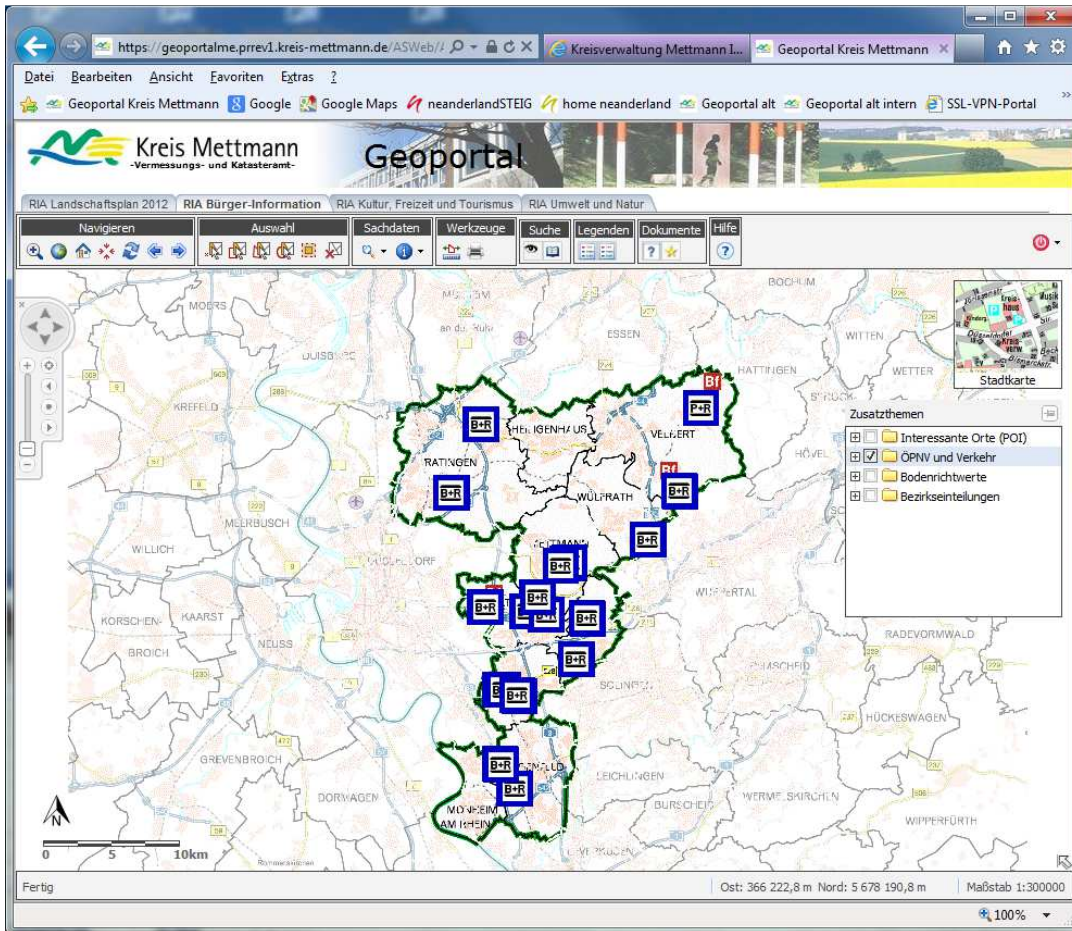 https://geoportalme.prrev1.kreis-mettmann.de/ASWeb/
Kreisverwaltung Mettmann I...
Geoportal Kreis Mettmann
Datei Bearbeiten Ansicht Favoriten Extras ?
Geoportal Kreis Mettmann Google Google Maps neanderlandSTEIG home neanderland Geoportal alt Geoportal alt intern SSL-VPN-Portal »
Kreis Mettmann
-Vermessungs- und Katasteramt-
Geoportal
RIA Landschaftsplan 2012 RIA Bürger-Information RIA Kultur, Freizeit und Tourismus RIA Umwelt und Natur
Navigieren Auswahl Sachdaten Werkzeuge Suche Legenden Dokumente Hilfe
BOCHUM
MOERS
ESSEN
WITTEN
HATTINGEN
WETTER
Stadtkarte
KREFELD
Bf
P+R
B+R
HEILIGENHAUS
VELBERT
RATINGEN
Zusatzthemen
Interessante Orte (POI)
ÖPNV und Verkehr
Bodenrichtwerte
Bezirkseinteilungen
B+R
WÜLFRATH
B+R
MEERBUSCH
B+R
WILLICH
B+R
B+R
B+R
B+R
B+R
WUPPERTAL
KORSCHEN-
BROICH
KAARST
NEUSS
RADEVORMWALD
B+R
SOLINGEN
B+R
HÜCKESWAGEN
GREVENBROICH
B+R
B+R
LEICHLINGEN
DORMAGEN
MONHEIM
AM RHEIN
BURSCHEID
WERMELSKIRCHEN
WIPPERFÜRTH
N
0 5 10km
Fertig
Ost: 366 222,8 m Nord: 5 678 190,8 m
Maßstab 1:300000
100%